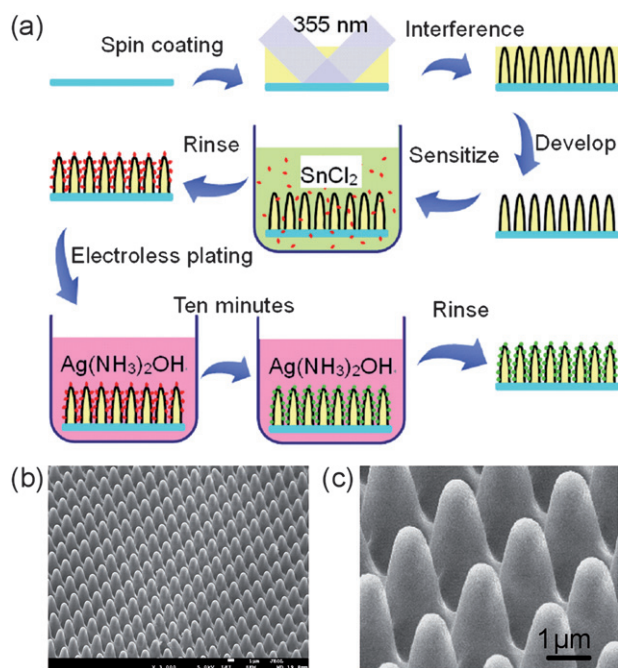 (a)
Spin coating
355 nm
Interference
Develop
Sensitize
SnCl₂
Rinse
Electroless plating
Ten minutes
Rinse
Ag(NH₃)₂OH
Ag(NH₃)₂OH
(b)
(c)
1μm
1μm